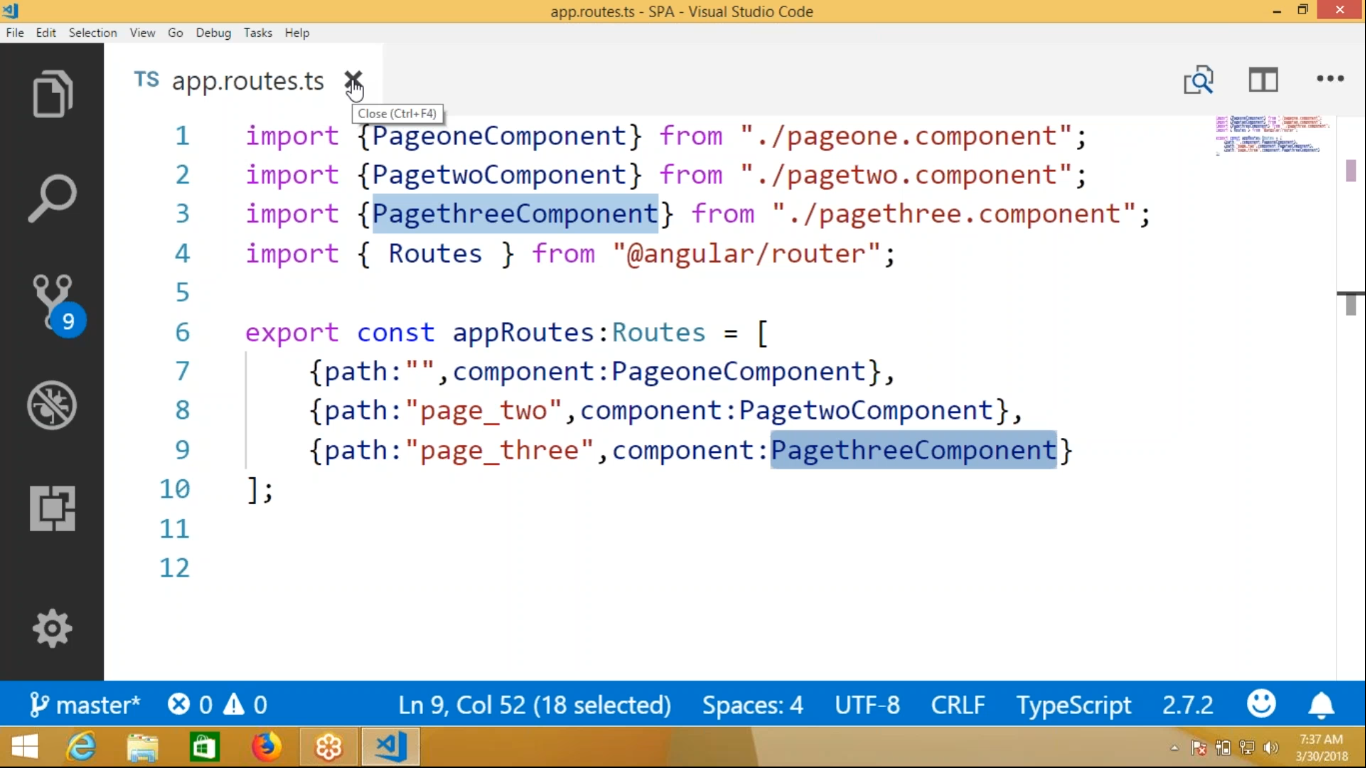 app.routes.ts - SPA - Visual Studio Code
File Edit Selection View Go Debug Tasks Help
TS app.routes.ts
Close (Ctrl+F4)
1 import {PageoneComponent} from "./pageone.component";
2 import {PagetwoComponent} from "./pagetwo.component";
3 import {PagethreeComponent} from "./pagethree.component";
4 import { Routes } from "@angular/router";
5
6 export const appRoutes:Routes = [
7 {path:"",component:PageoneComponent},
8 {path:"page_two",component:PagetwoComponent},
9 {path:"page_three",component:PagethreeComponent}
10 ];
11
12
9
master* 0 0 Ln 9, Col 52 (18 selected) Spaces: 4 UTF-8 CRLF TypeScript 2.7.2
7:37 AM
3/30/2018